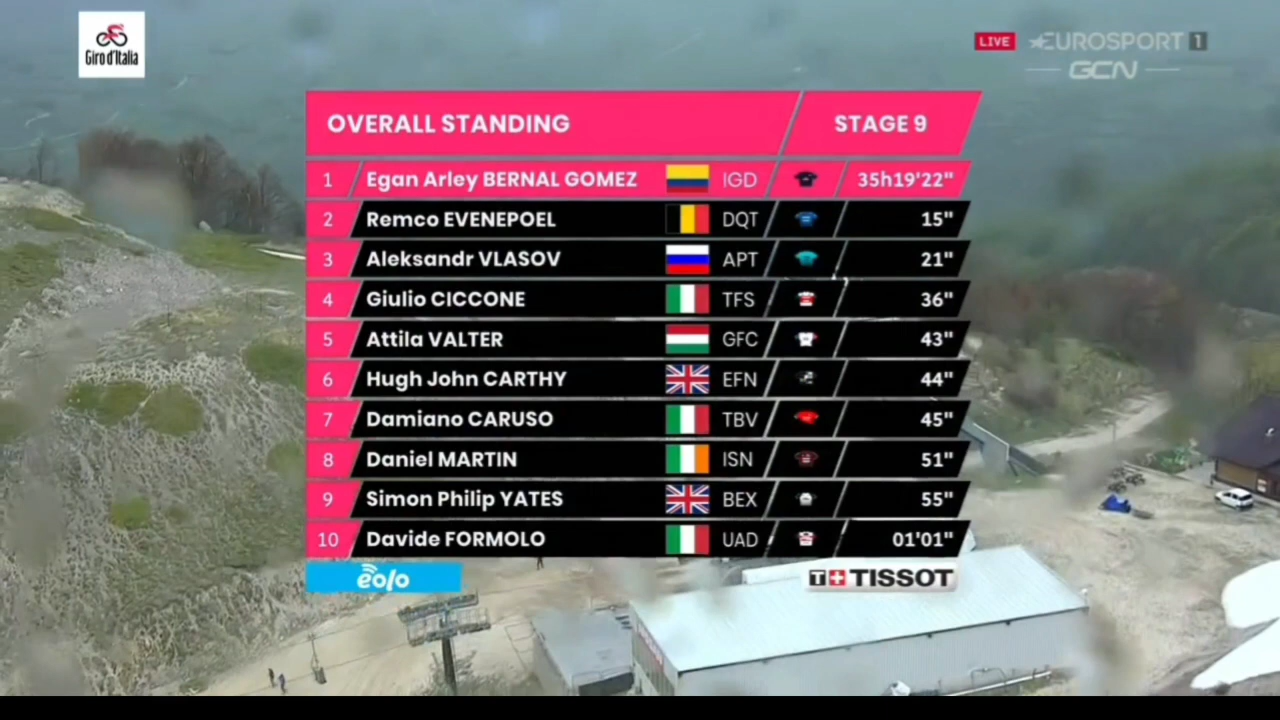 Giro d'Italia
LIVE EUROSPORT 1
GCN
OVERALL STANDING STAGE 9
1 Egan Arley BERNAL GOMEZ IGD 35h19'22"
2 Remco EVENEPOEL DQT 15"
3 Aleksandr VLASOV APT 21"
4 Giulio CICCONE TFS 36"
5 Attila VALTER GFC 43"
6 Hugh John CARTHY EFN 44"
7 Damiano CARUSO TBV 45"
8 Daniel MARTIN ISN 51"
9 Simon Philip YATES BEX 55"
10 Davide FORMOLO UAD 01'01"
eolo T+ TISSOT